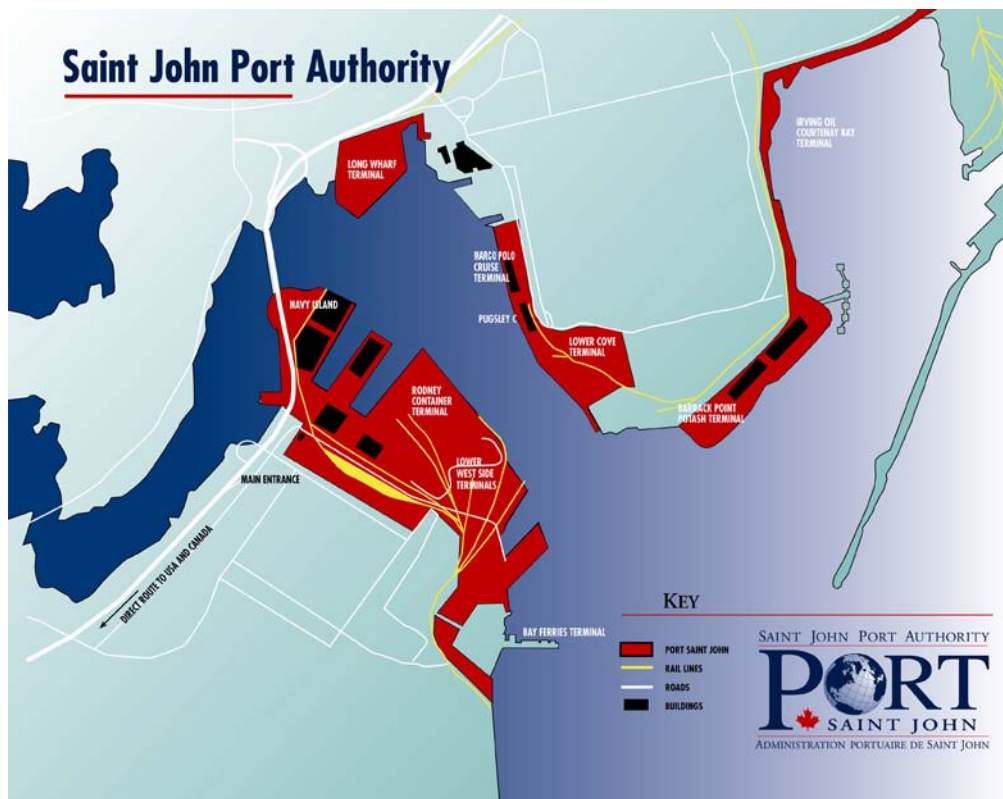 Saint John Port Authority
LONG WHARF
TERMINAL
IRVING OIL
COURTENAY BAY
TERMINAL
MARCO POLO
CRUISE
TERMINAL
NAVY ISLAND
PUGSLEY C
LOWER COVE
TERMINAL
RODNEY
CONTAINER
TERMINAL
BARRACK POINT
POTASH TERMINAL
LOWER
WEST SIDE
TERMINALS
MAIN ENTRANCE
DIRECT ROUTE TO USA AND CANADA
BAY FERRIES TERMINAL
KEY
PORT SAINT JOHN
RAIL LINES
ROADS
BUILDINGS
SAINT JOHN PORT AUTHORITY
PORT
SAINT JOHN
ADMINISTRATION PORTUAIRE DE SAINT JOHN